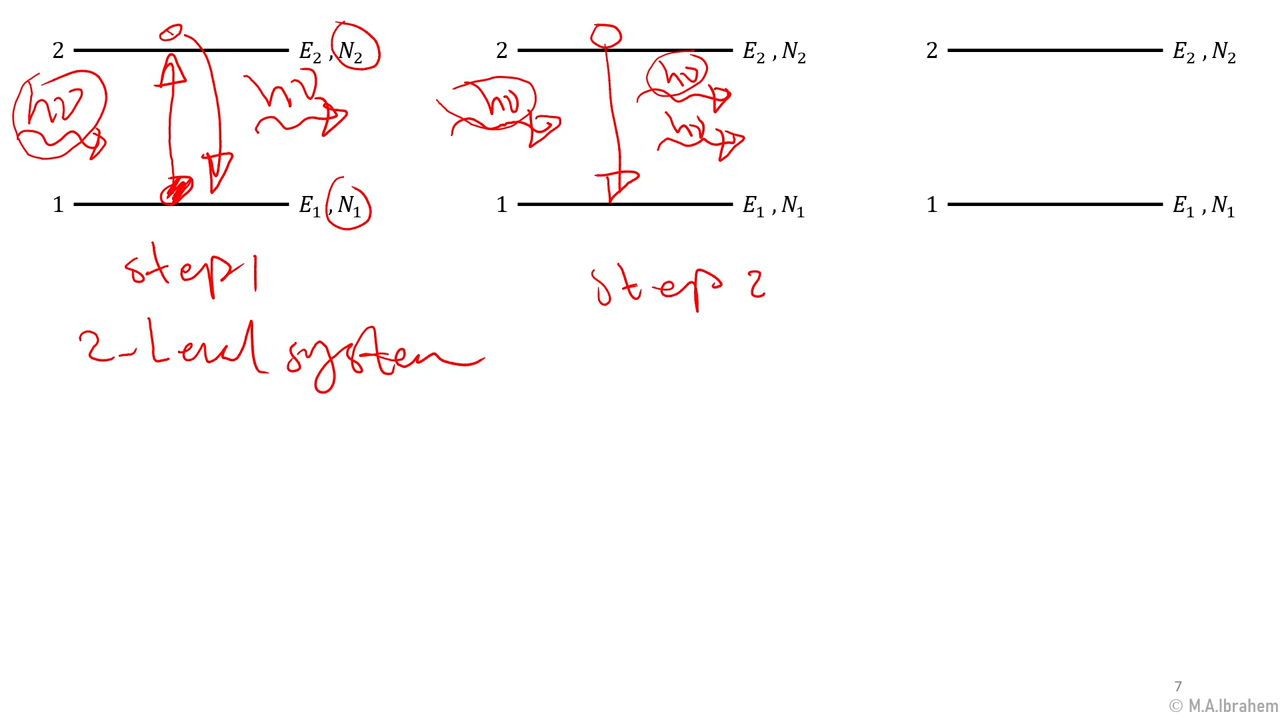 2 E₂ , N₂
hν hν
1 E₁ , N₁
step 1
2-Level system
2 E₂ , N₂
hν hν
hν
1 E₁ , N₁
step 2
2 E₂ , N₂
1 E₁ , N₁
7
© M.A.Ibrahem